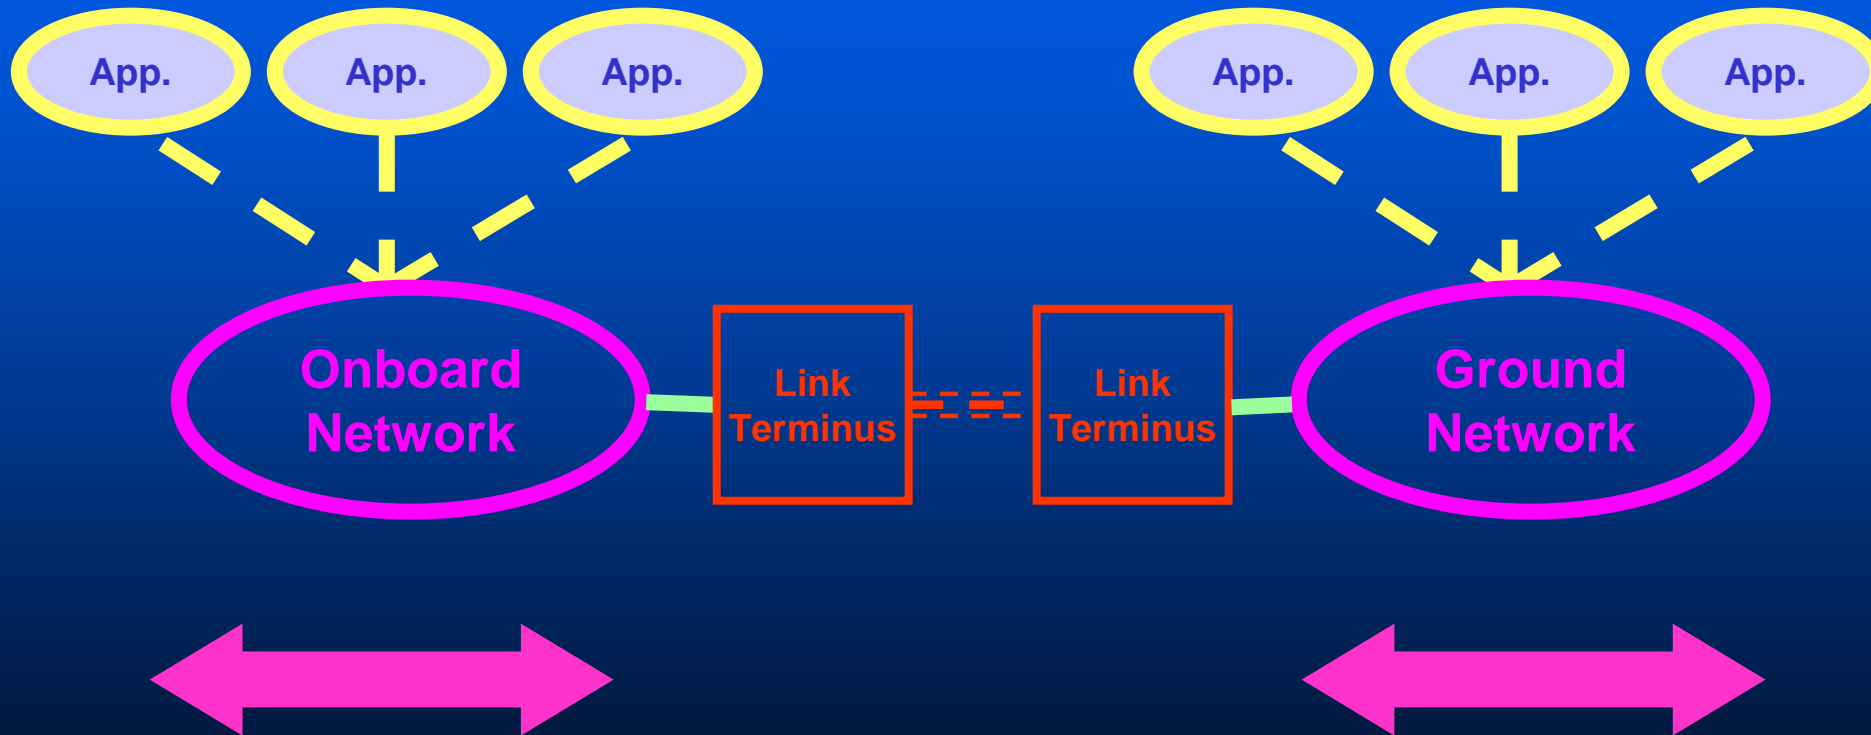 App.
App.
App.
App.
App.
App.
Onboard
Network
Link
Terminus
Link
Terminus
Ground
Network